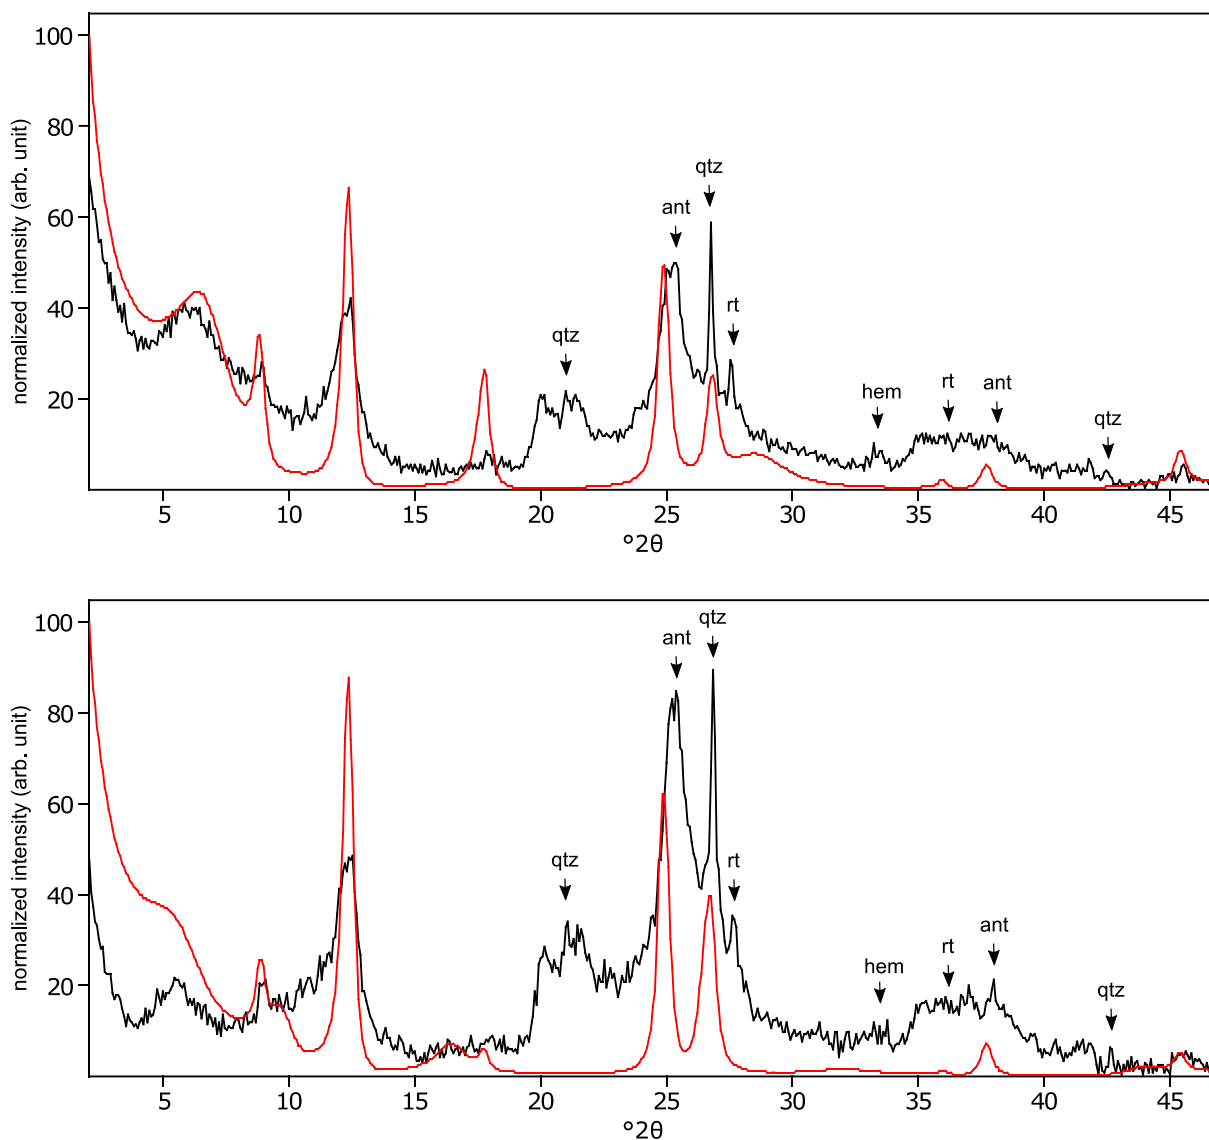 normalized intensity (arb. unit)
100
80
60
40
20
qtz
ant
qtz
rt
hem
rt
ant
qtz
5 10 15 20 25 30 35 40 45
°2θ
normalized intensity (arb. unit)
100
80
60
40
20
qtz
ant
qtz
rt
hem
rt
ant
qtz
5 10 15 20 25 30 35 40 45
°2θ